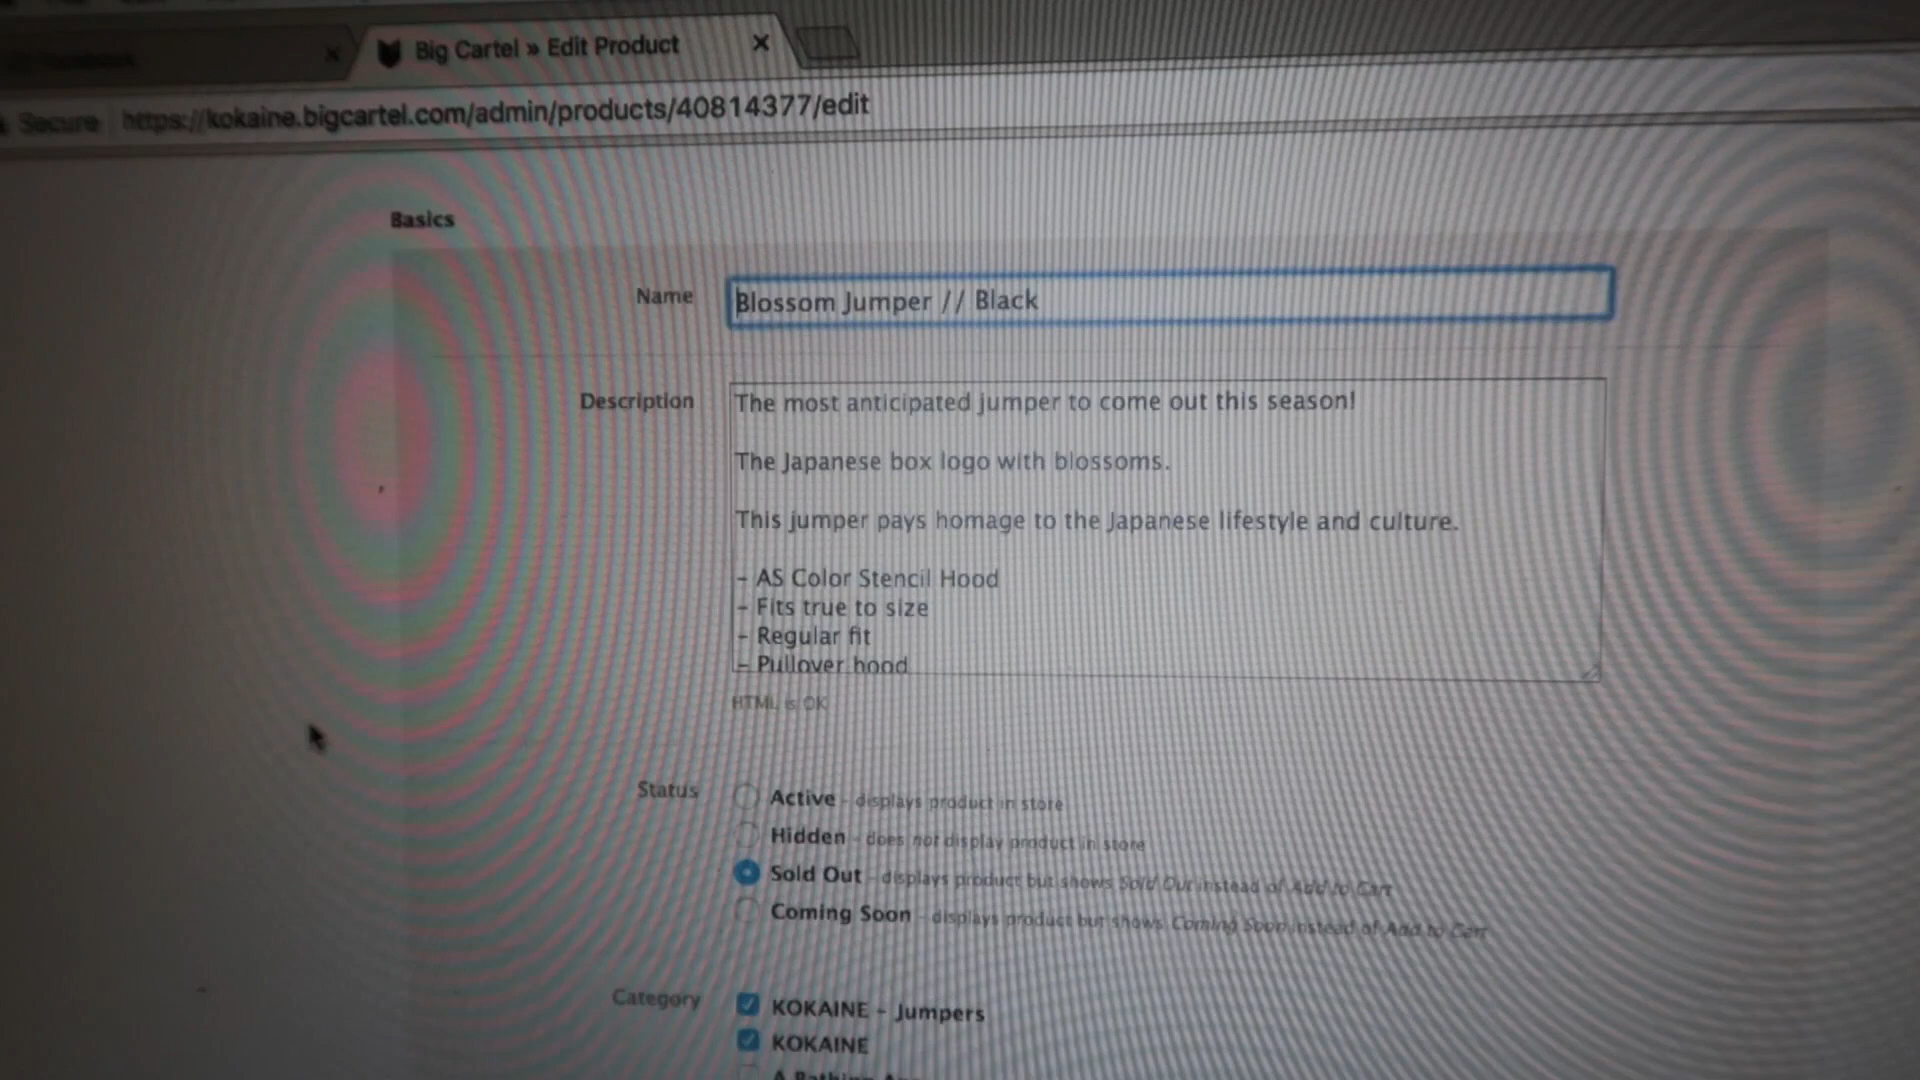 Big Cartel » Edit Product
Secure https://kokaine.bigcartel.com/admin/products/40814377/edit
Basics
Name Blossom Jumper // Black
Description The most anticipated jumper to come out this season!
The Japanese box logo with blossoms.
This jumper pays homage to the Japanese lifestyle and culture.
- AS Color Stencil Hood
- Fits true to size
- Regular fit
- Pullover hood
HTML is OK
Status Active - displays product in store
Hidden - does not display product in store
Sold Out - displays product but shows Sold Out instead of Add to Cart
Coming Soon - displays product but shows Coming Soon instead of Add to Cart
Category KOKAINE - Jumpers
KOKAINE